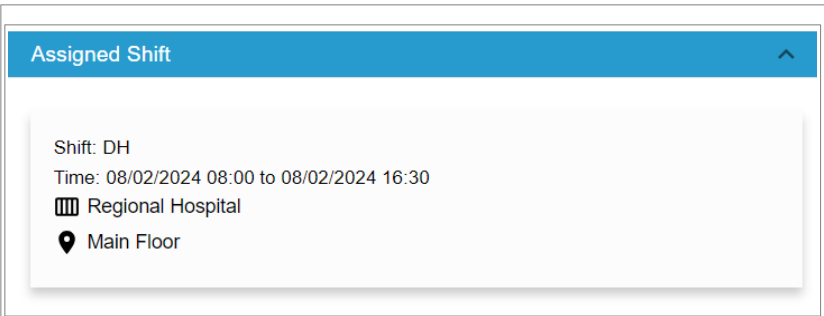 Assigned Shift
Shift: DH
Time: 08/02/2024 08:00 to 08/02/2024 16:30
Regional Hospital
Main Floor